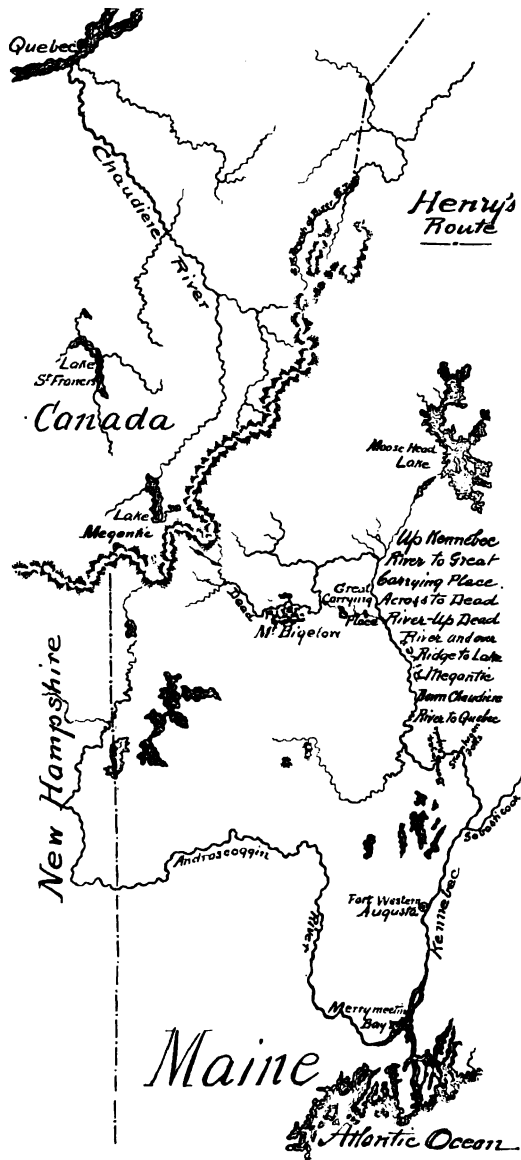 Quebec
Henry's
Route
Chaudiere
River
Lake
St Francis
Canada
Moose Head
Lake
Lake
Megantic
Up Kennebec
River to Great
Carrying Place.
Across to Dead
River-Up Dead
River and over
Ridge to Lake
Megantic
Down Chaudiere
River to Quebec
Great
Carrying
Place
Dead
River
Mt Bigelow
New Hampshire
Sebasticook
Androscoggin
River
Fort Western
Augusta
Kennebec
Merrymeeting
Bay
Maine
Atlantic Ocean